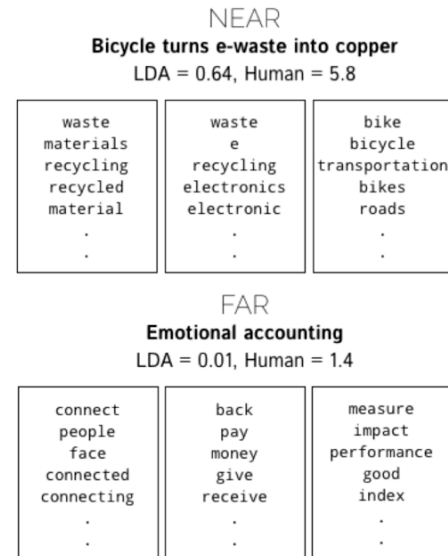 NEAR
Bicycle turns e-waste into copper
LDA = 0.64, Human = 5.8
waste
materials
recycling
recycled
material
.
.
waste
e
recycling
electronics
electronic
.
.
bike
bicycle
transportation
bikes
roads
.
.
FAR
Emotional accounting
LDA = 0.01, Human = 1.4
connect
people
face
connected
connecting
.
.
back
pay
money
give
receive
.
.
measure
impact
performance
good
index
.
.